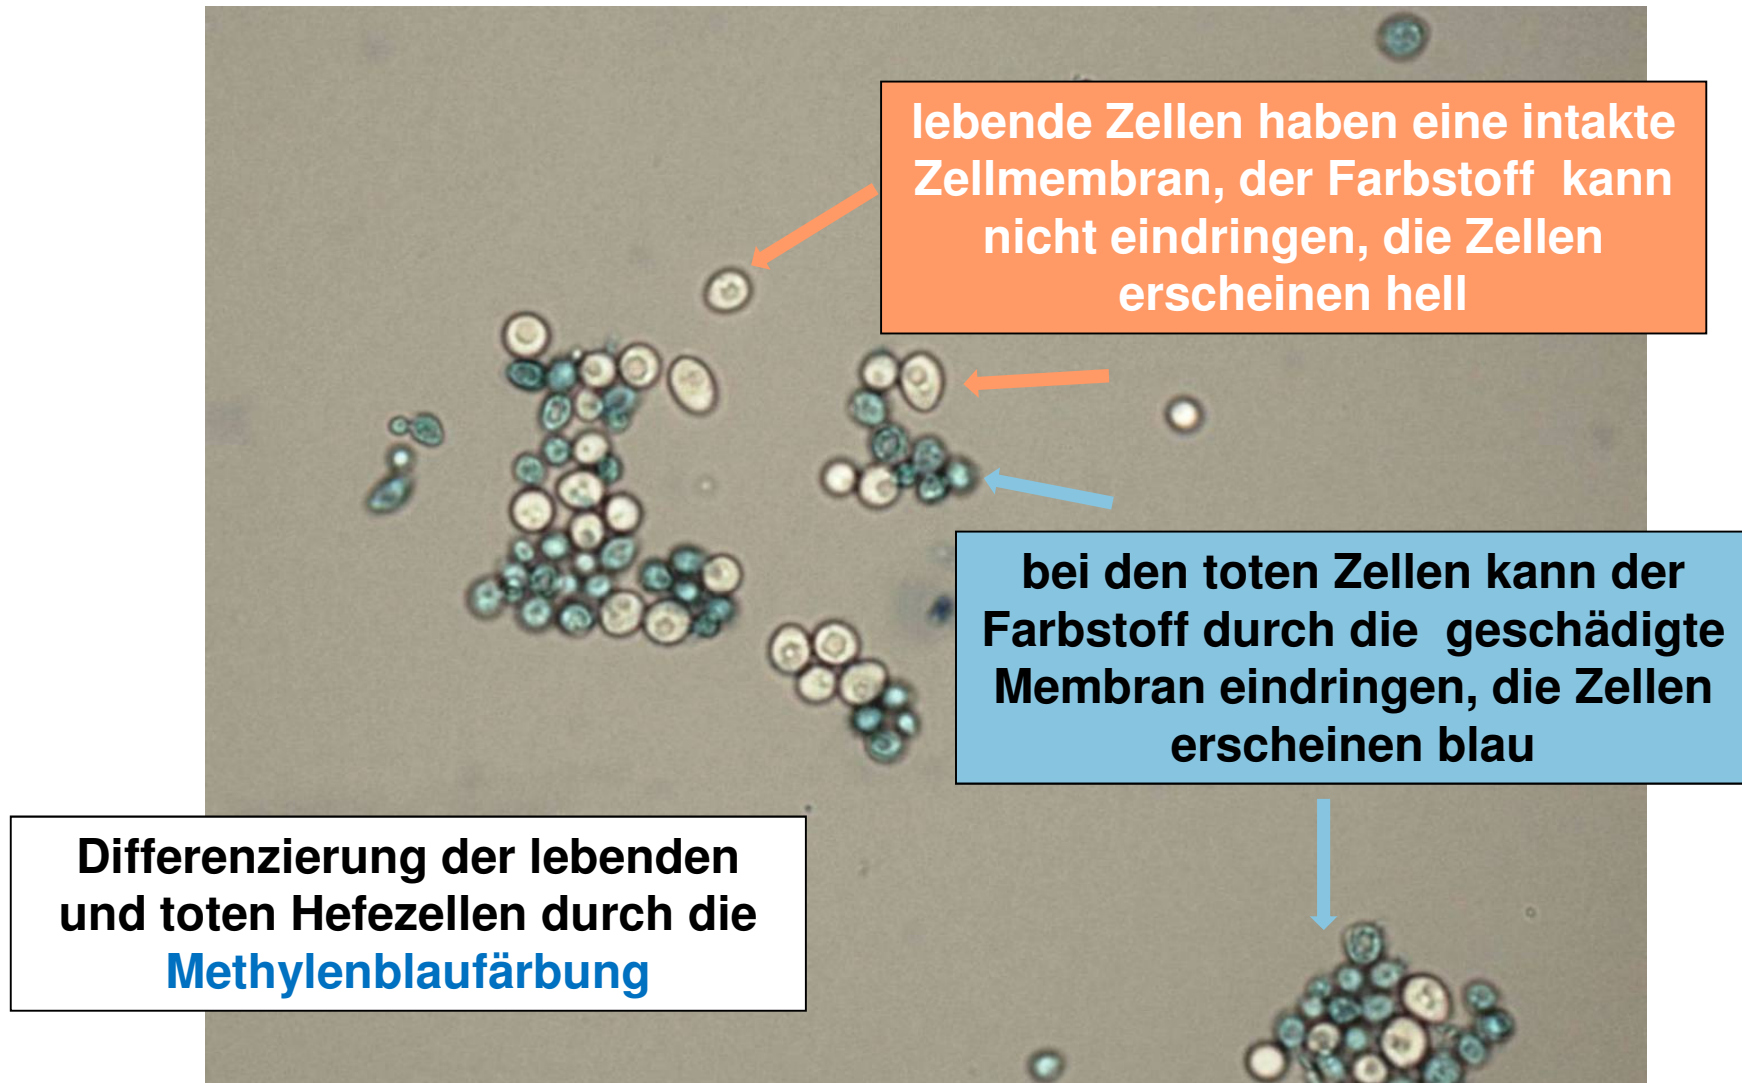 lebende Zellen haben eine intakte
Zellmembran, der Farbstoff kann
nicht eindringen, die Zellen
erscheinen hell
bei den toten Zellen kann der
Farbstoff durch die geschädigte
Membran eindringen, die Zellen
erscheinen blau
Differenzierung der lebenden
und toten Hefezellen durch die
Methylenblaufärbung